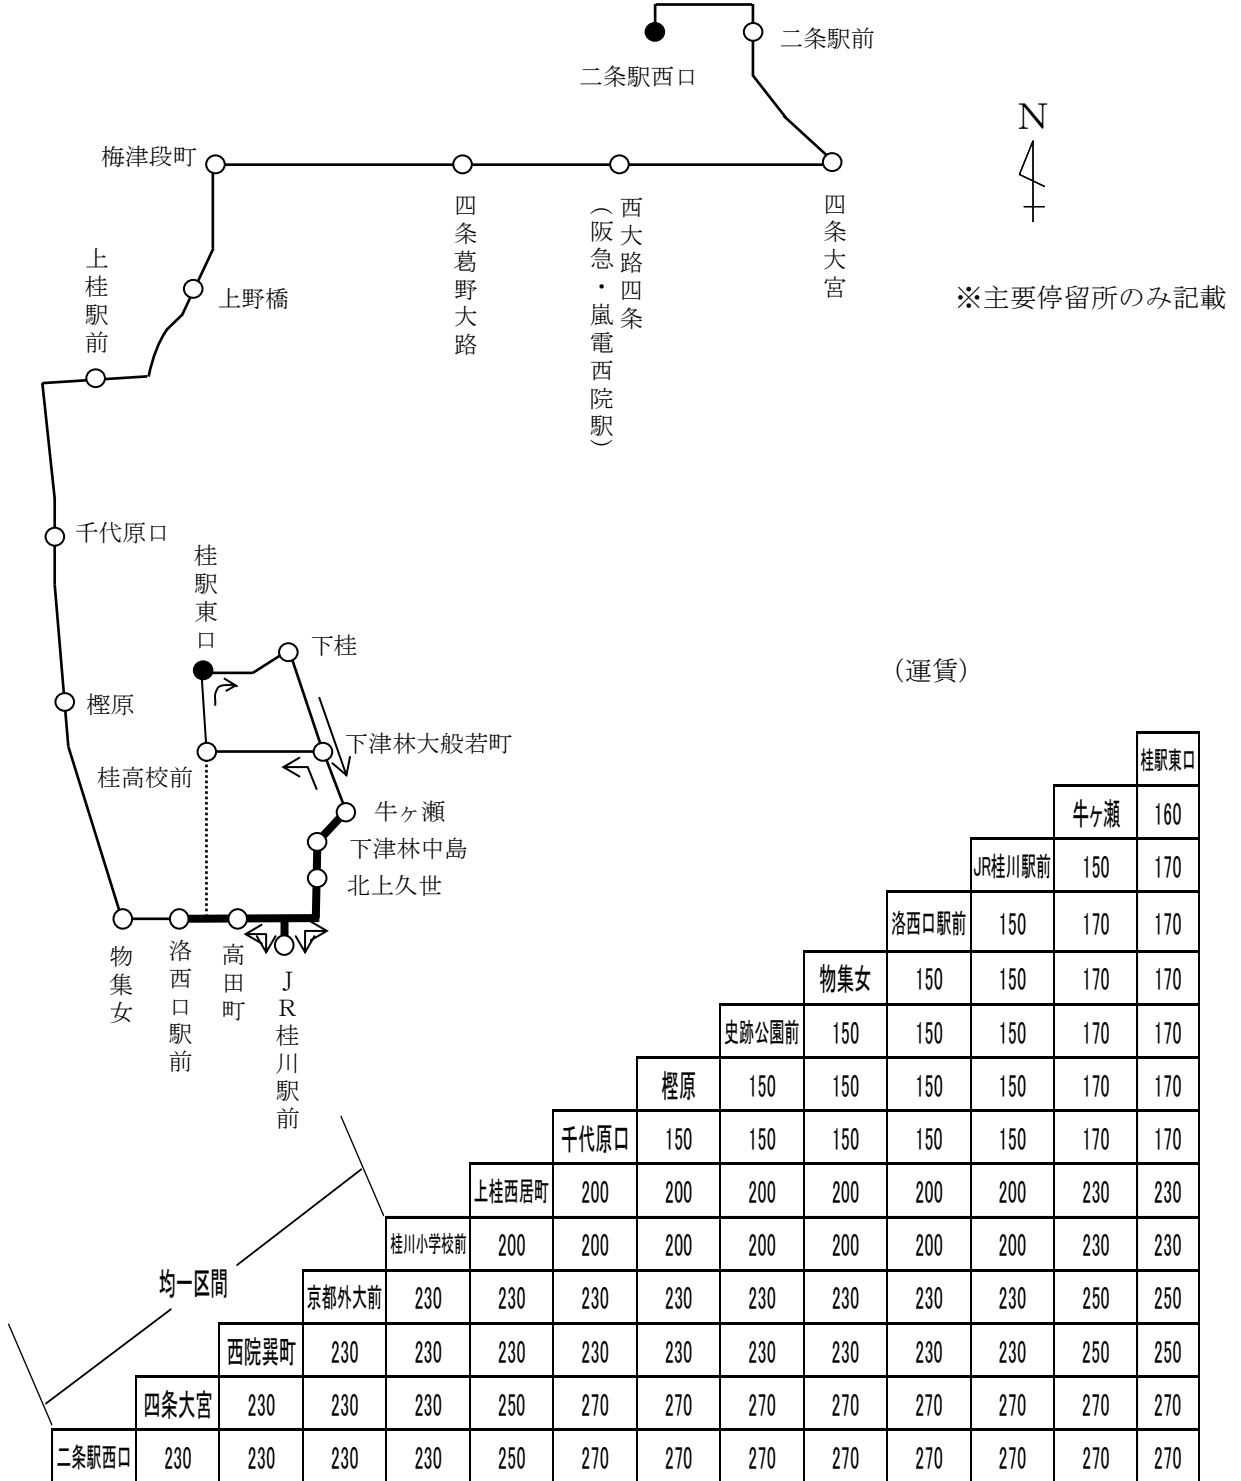 二条駅前
二条駅西口
N
梅津段町
四条葛野大路
西大路四条
（阪急・嵐電西院駅）
四条大宮
※主要停留所のみ記載
上桂駅前
上野橋
千代原口
桂駅東口
下桂
（運賃）
樫原
下津林大般若町
桂高校前
牛ヶ瀬
下津林中島
北上久世
物集女
洛西口駅前
高田町
JR桂川駅前
均一区間
桂駅東口
牛ヶ瀬 160
JR桂川駅前 150 170
洛西口駅前 150 170 170
物集女 150 150 170 170
史跡公園前 150 150 150 170 170
樫原 150 150 150 150 170 170
千代原口 150 150 150 150 150 170 170
上桂西居町 200 200 200 200 200 200 230 230
桂川小学校前 200 200 200 200 200 200 200 230 230
京都外大前 230 230 230 230 230 230 230 230 250 250
西院巽町 230 230 230 230 230 230 230 230 230 250 250
四条大宮 230 230 230 250 270 270 270 270 270 270 270 270
二条駅西口 230 230 230 230 250 270 270 270 270 270 270 270 270